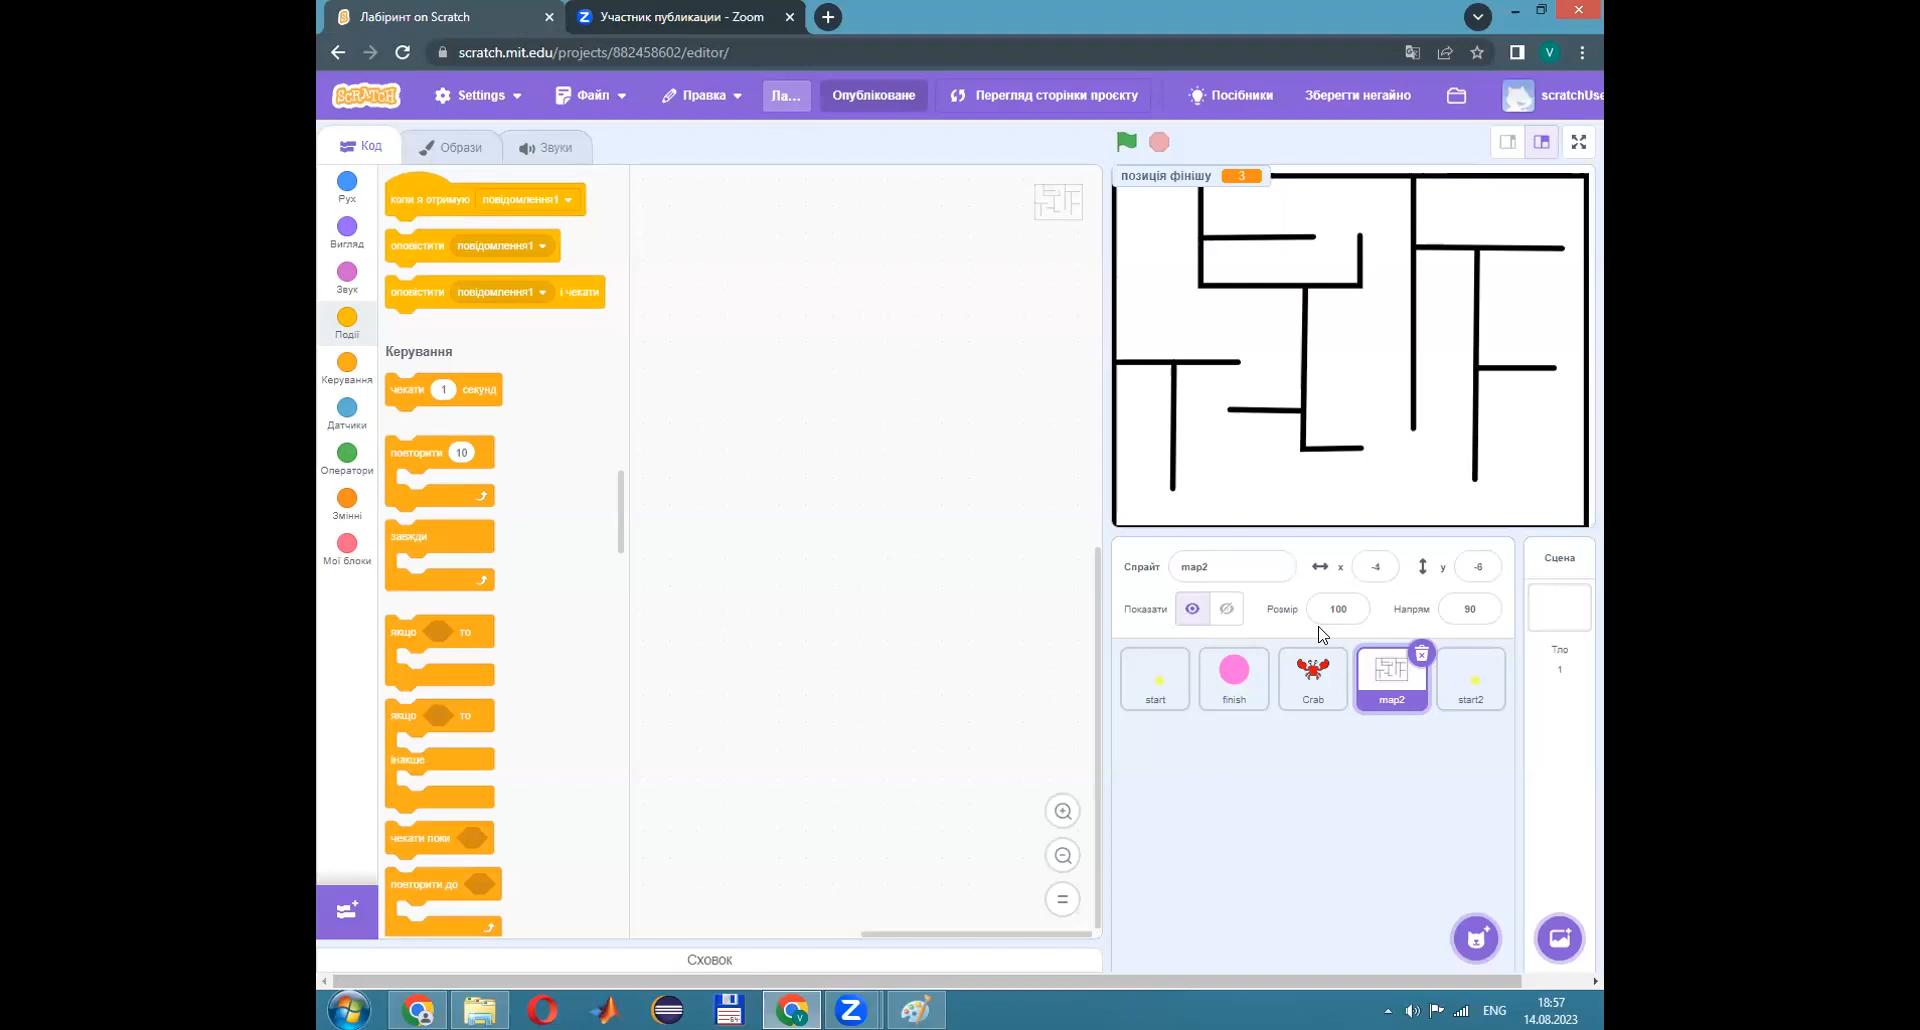 Лабіринт on Scratch
Участник публикации - Zoom
scratch.mit.edu/projects/882458602/editor/
V
SCRATCH
Settings
Файл
Правка
Ла...
Опубліковане
Перегляд сторінки проєкту
Посібники
Зберегти негайно
scratchUse
Код
Образи
Звуки
Рух
Вигляд
Звук
Події
Керування
Датчики
Оператори
Змінні
Мої блоки
коли я отримую повідомлення1
оповістити повідомлення1
оповістити повідомлення1 і чекати
Керування
чекати 1 секунд
повторити 10
завжди
якщо то
якщо то
інакше
чекати поки
повторити до
Сховок
позиція фінішу 3
Спрайт map2 x -4 y -6
Показати Розмір 100 Напрям 90
start
finish
Crab
map2
start2
Сцена
Тло
1
64
V
ENG
18:57
14.08.2023